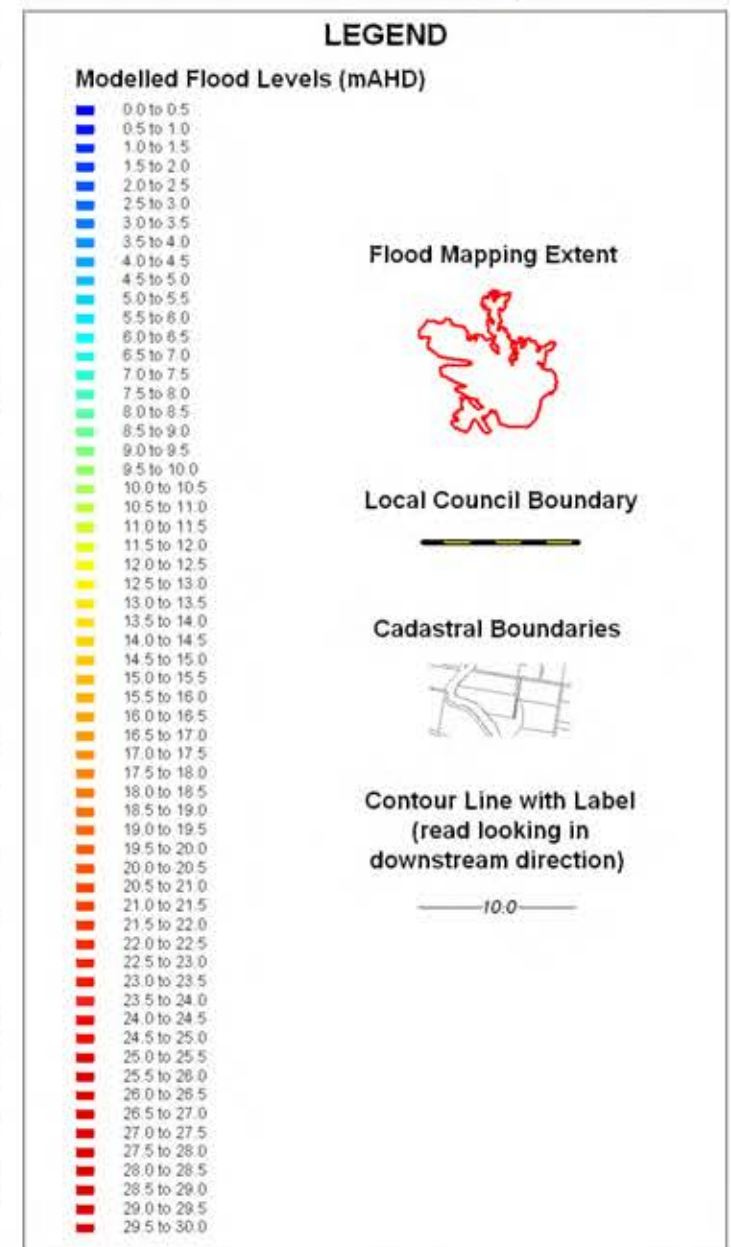 LEGEND
Modelled Flood Levels (mAHD)
0.0 to 0.5
0.5 to 1.0
1.0 to 1.5
1.5 to 2.0
2.0 to 2.5
2.5 to 3.0
3.0 to 3.5
3.5 to 4.0
4.0 to 4.5
4.5 to 5.0
5.0 to 5.5
5.5 to 6.0
6.0 to 6.5
6.5 to 7.0
7.0 to 7.5
7.5 to 8.0
8.0 to 8.5
8.5 to 9.0
9.0 to 9.5
9.5 to 10.0
10.0 to 10.5
10.5 to 11.0
11.0 to 11.5
11.5 to 12.0
12.0 to 12.5
12.5 to 13.0
13.0 to 13.5
13.5 to 14.0
14.0 to 14.5
14.5 to 15.0
15.0 to 15.5
15.5 to 16.0
16.0 to 16.5
16.5 to 17.0
17.0 to 17.5
17.5 to 18.0
18.0 to 18.5
18.5 to 19.0
19.0 to 19.5
19.5 to 20.0
20.0 to 20.5
20.5 to 21.0
21.0 to 21.5
21.5 to 22.0
22.0 to 22.5
22.5 to 23.0
23.0 to 23.5
23.5 to 24.0
24.0 to 24.5
24.5 to 25.0
25.0 to 25.5
25.5 to 26.0
26.0 to 26.5
26.5 to 27.0
27.0 to 27.5
27.5 to 28.0
28.0 to 28.5
28.5 to 29.0
29.0 to 29.5
29.5 to 30.0
Flood Mapping Extent
Local Council Boundary
Cadastral Boundaries
Contour Line with Label
(read looking in
downstream direction)
10.0